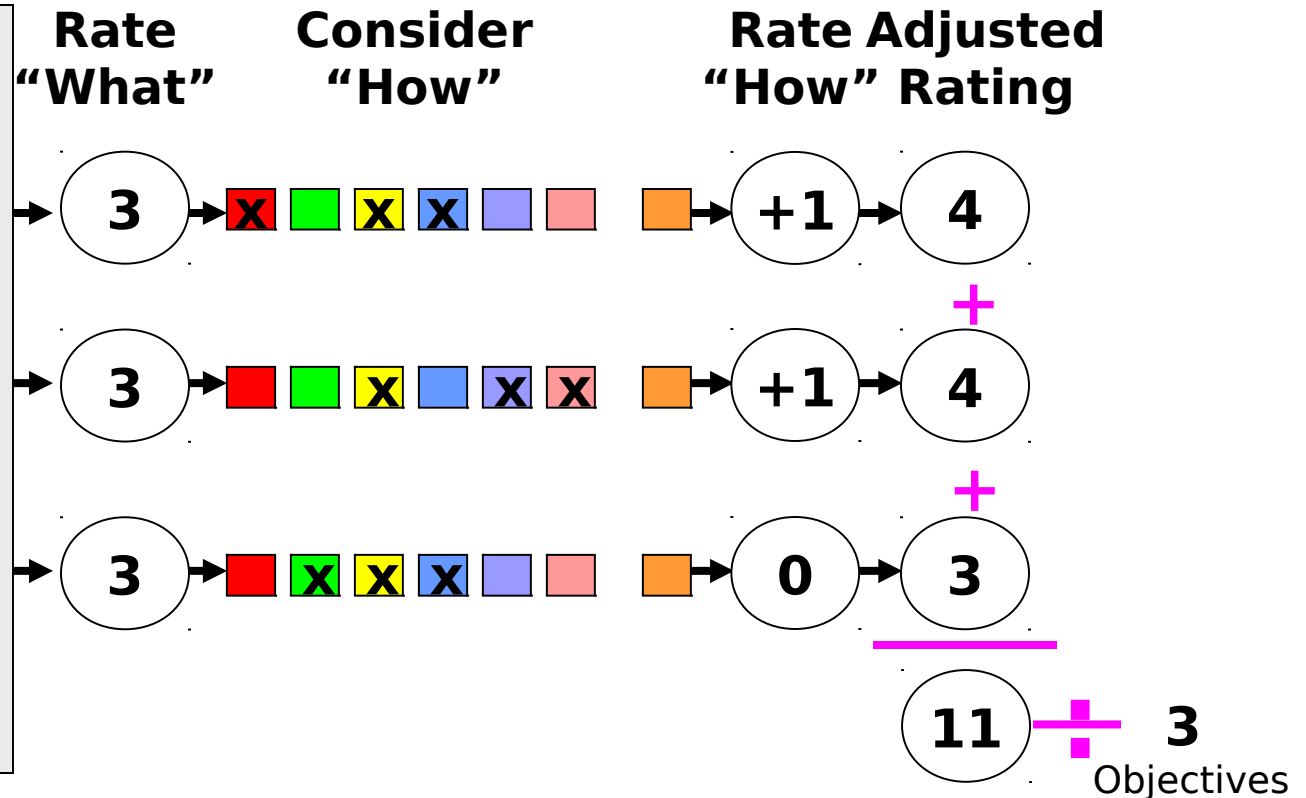 Rate Consider Rate Adjusted
“What” “How” “How” Rating
3 x x x +1 4
+
3 x x x +1 4
+
3 x x x 0 3
11 ÷ 3
Objectives